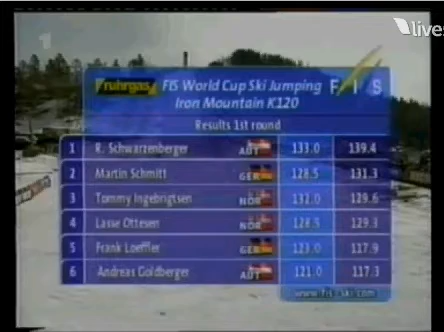 1
lives
ruhrgas FIS World Cup Ski Jumping
Iron Mountain K120
F I S
Results 1st round
1 R. Schwarzenberger AUT 133.0 139.4
2 Martin Schmitt GER 128.5 131.3
3 Tommy Ingebrigtsen NOR 132.0 129.6
4 Lasse Ottesen NOR 128.5 129.3
5 Frank Loeffler GER 123.0 117.9
6 Andreas Goldberger AUT 121.0 117.3
www.fis-ski.com